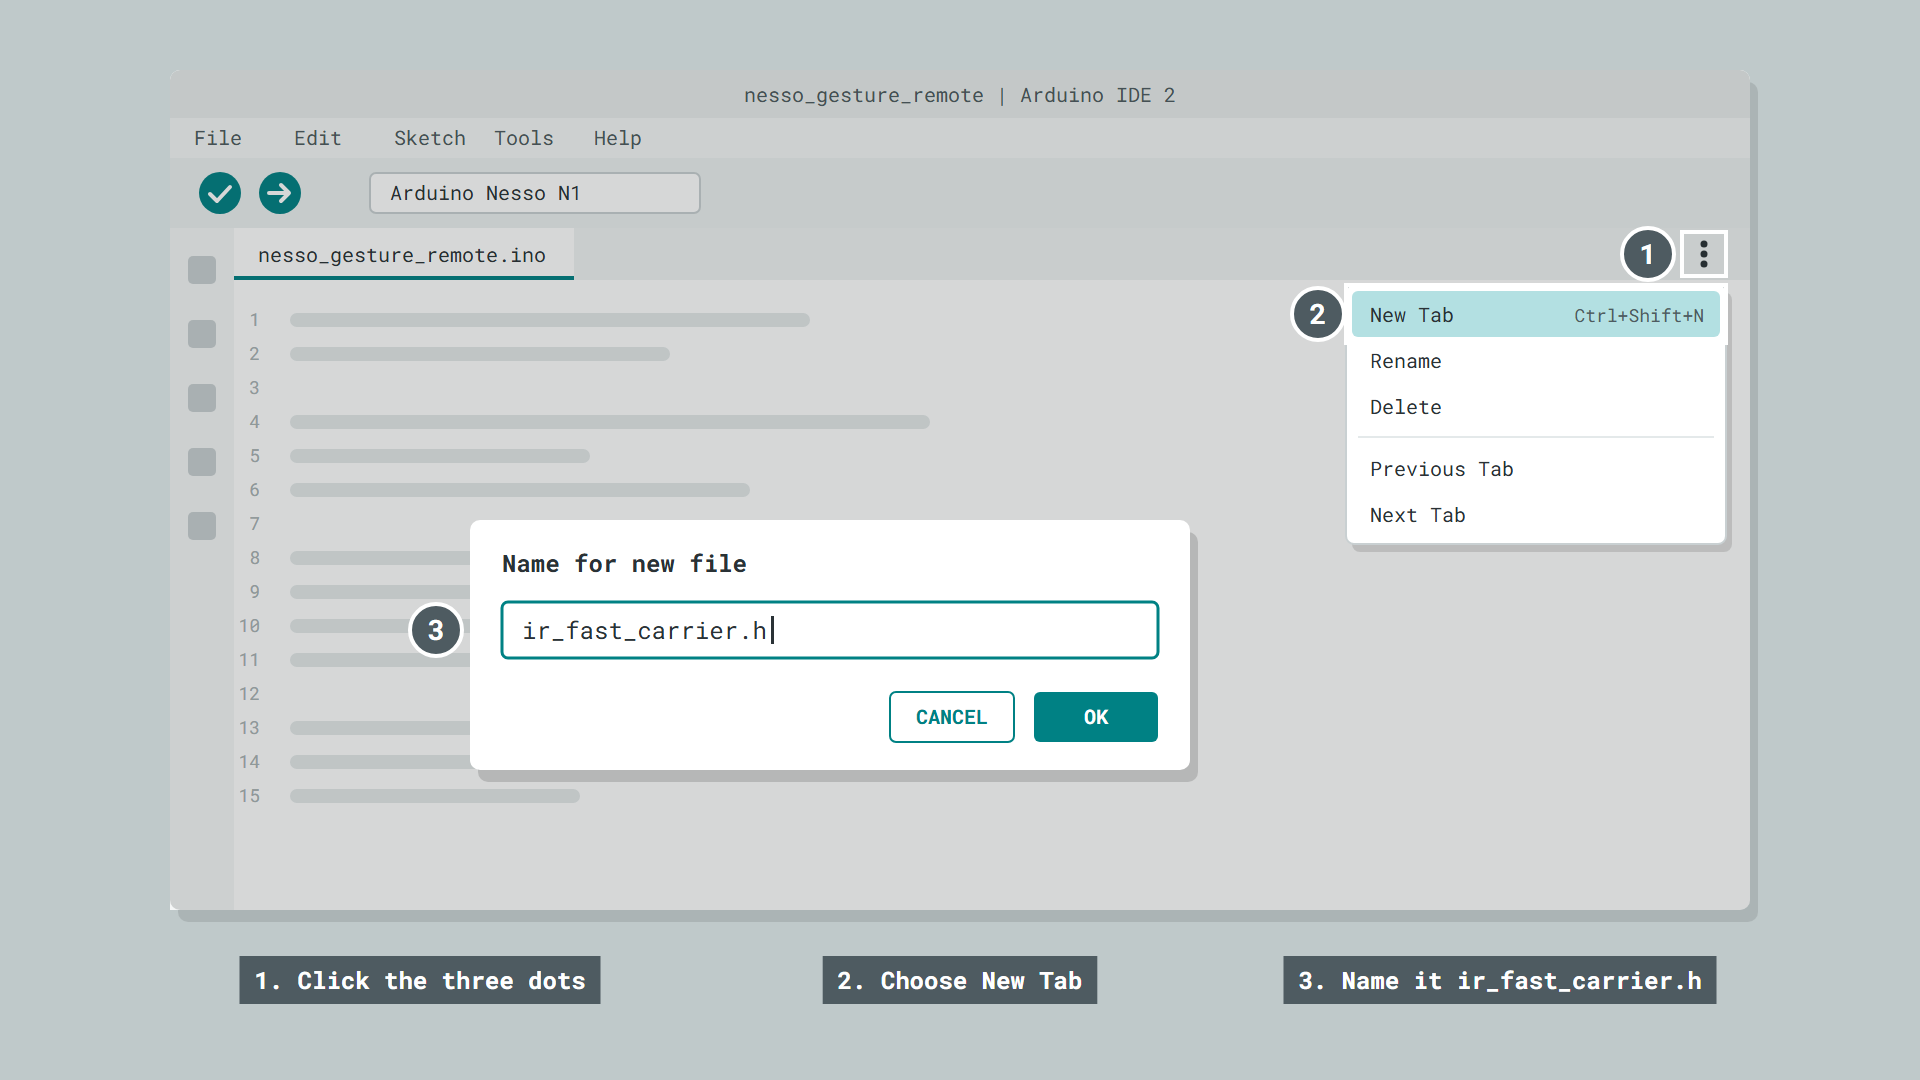 nesso_gesture_remote | Arduino IDE 2
File Edit Sketch Tools Help
Arduino Nesso N1
nesso_gesture_remote.ino
1
2
New Tab Ctrl+Shift+N
Rename
Delete
Previous Tab
Next Tab
1
2
3
4
5
6
7
8
9
10
11
12
13
14
15
Name for new file
3
ir_fast_carrier.h
CANCEL OK
1. Click the three dots
2. Choose New Tab
3. Name it ir_fast_carrier.h